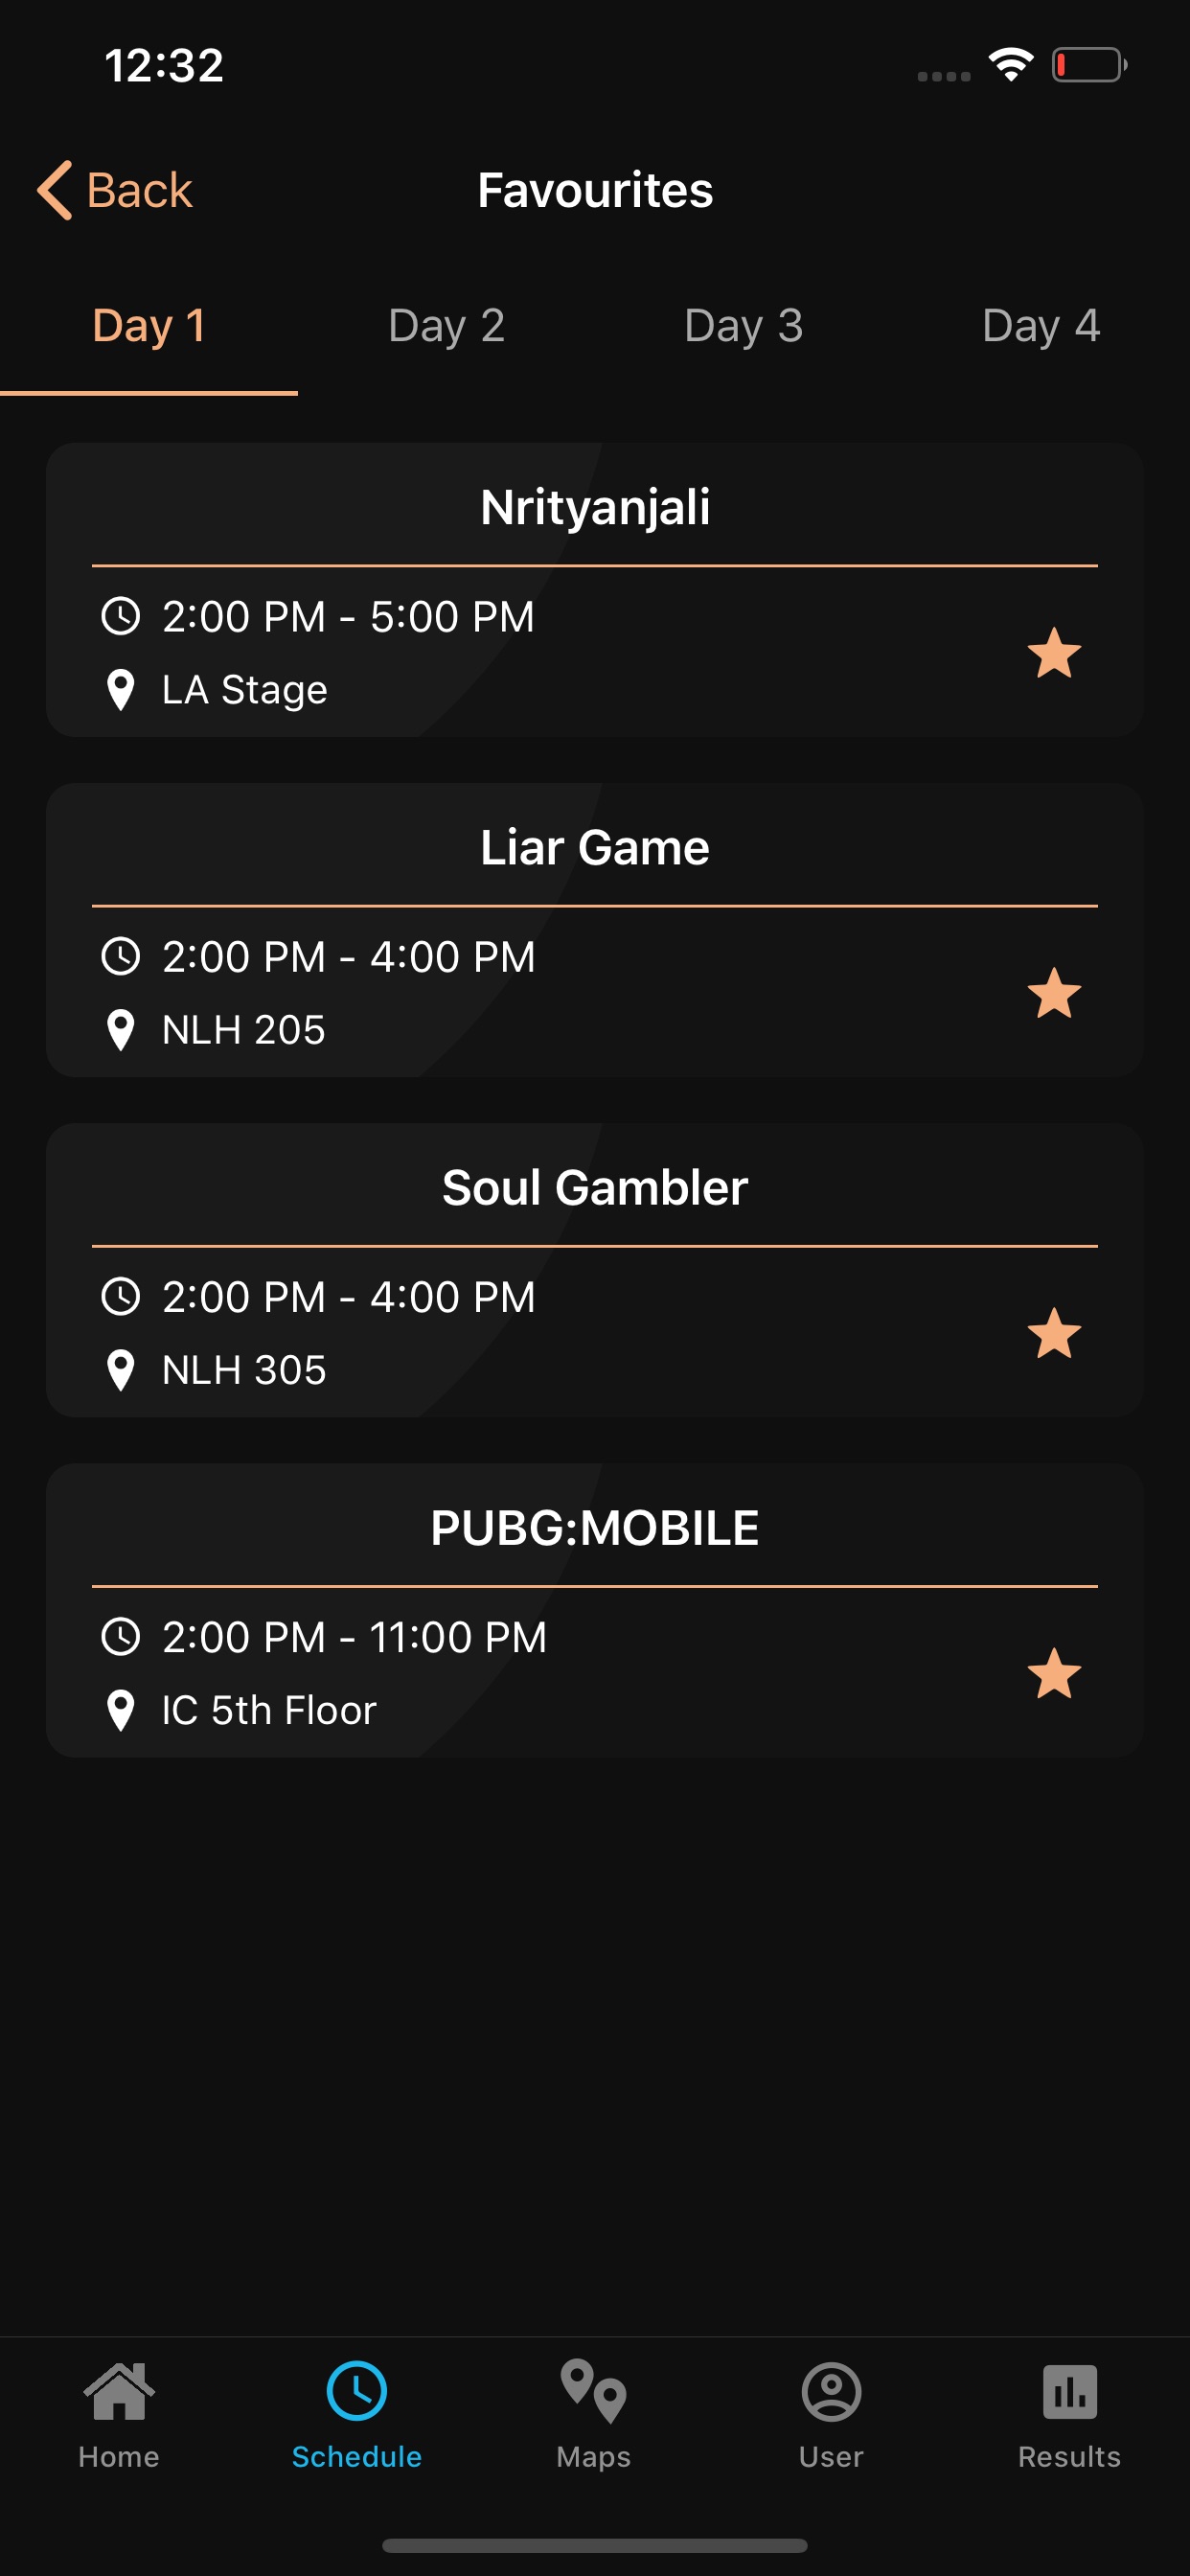 12:32
Back
Favourites
Day 1
Day 2
Day 3
Day 4
Nrityanjali
2:00 PM - 5:00 PM
LA Stage
Liar Game
2:00 PM - 4:00 PM
NLH 205
Soul Gambler
2:00 PM - 4:00 PM
NLH 305
PUBG:MOBILE
2:00 PM - 11:00 PM
IC 5th Floor
Home
Schedule
Maps
User
Results